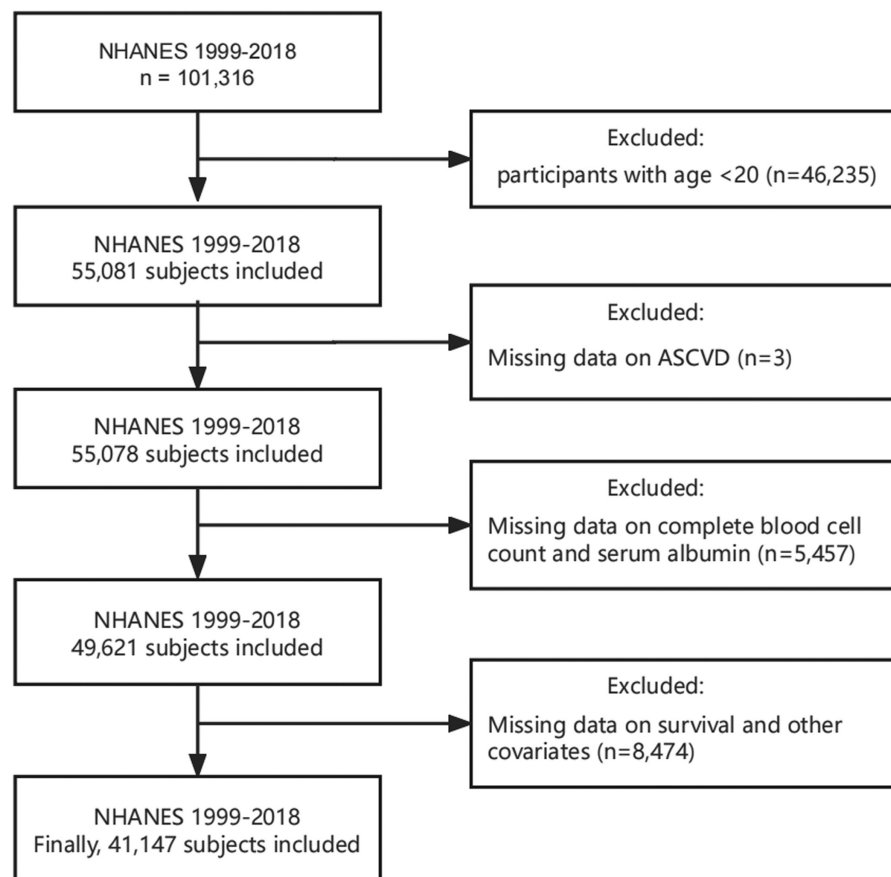 NHANES 1999-2018
n = 101,316
Excluded:
participants with age <20 (n=46,235)
NHANES 1999-2018
55,081 subjects included
Excluded:
Missing data on ASCVD (n=3)
NHANES 1999-2018
55,078 subjects included
Excluded:
Missing data on complete blood cell
count and serum albumin (n=5,457)
NHANES 1999-2018
49,621 subjects included
Excluded:
Missing data on survival and other
covariates (n=8,474)
NHANES 1999-2018
Finally, 41,147 subjects included